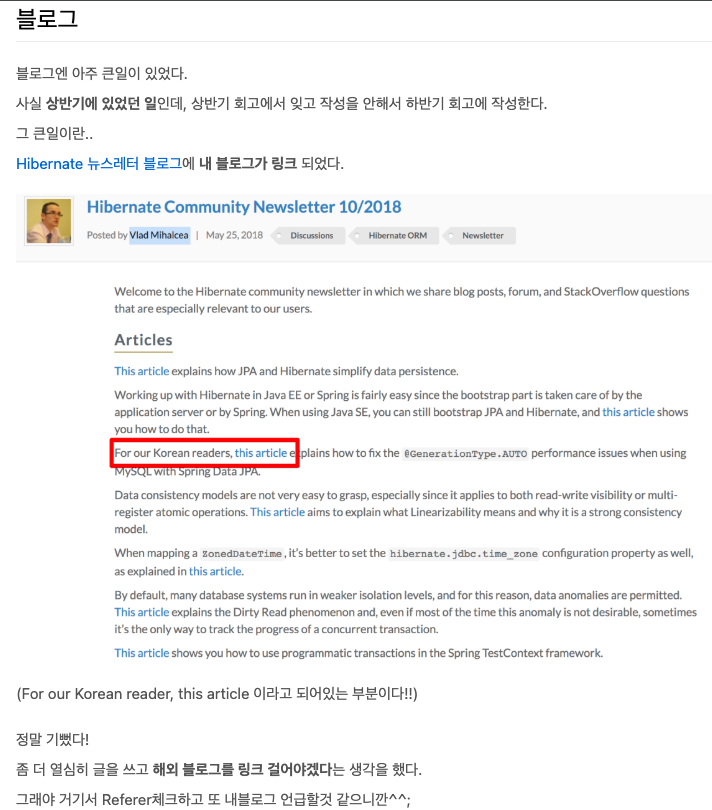 블로그
블로그엔 아주 큰일이 있었다.
사실 상반기에 있었던 일인데, 상반기 회고에서 잊고 작성을 안해서 하반기 회고에 작성한다.
그 큰일이란..
Hibernate 뉴스레터 블로그에 내 블로그가 링크 되었다.
Hibernate Community Newsletter 10/2018
Posted by Vlad Mihalcea | May 25, 2018 Discussions Hibernate ORM Newsletter
Welcome to the Hibernate community newsletter in which we share blog posts, forum, and StackOverflow questions
that are especially relevant to our users.
Articles
This article explains how JPA and Hibernate simplify data persistence.
Working up with Hibernate in Java EE or Spring is fairly easy since the bootstrap part is taken care of by the
application server or by Spring. When using Java SE, you can still bootstrap JPA and Hibernate, and this article shows
you how to do that.
For our Korean readers, this article explains how to fix the @GenerationType.AUTO performance issues when using
MySQL with Spring Data JPA.
Data consistency models are not very easy to grasp, especially since it applies to both read-write visibility or multi-
register atomic operations. This article aims to explain what Linearizability means and why it is a strong consistency
model.
When mapping a ZonedDateTime, it's better to set the hibernate.jdbc.time_zone configuration property as well,
as explained in this article.
By default, many database systems run in weaker isolation levels, and for this reason, data anomalies are permitted.
This article explains the Dirty Read phenomenon and, even if most of the time this anomaly is not desirable, sometimes
it's the only way to track the progress of a concurrent transaction.
This article shows you how to use programmatic transactions in the Spring TestContext framework.
(For our Korean reader, this article 이라고 되어있는 부분이다!!)
정말 기뻤다!
좀 더 열심히 글을 쓰고 해외 블로그를 링크 걸어야겠다는 생각을 했다.
그래야 거기서 Referer체크하고 또 내블로그 언급할것 같으니깐^^;